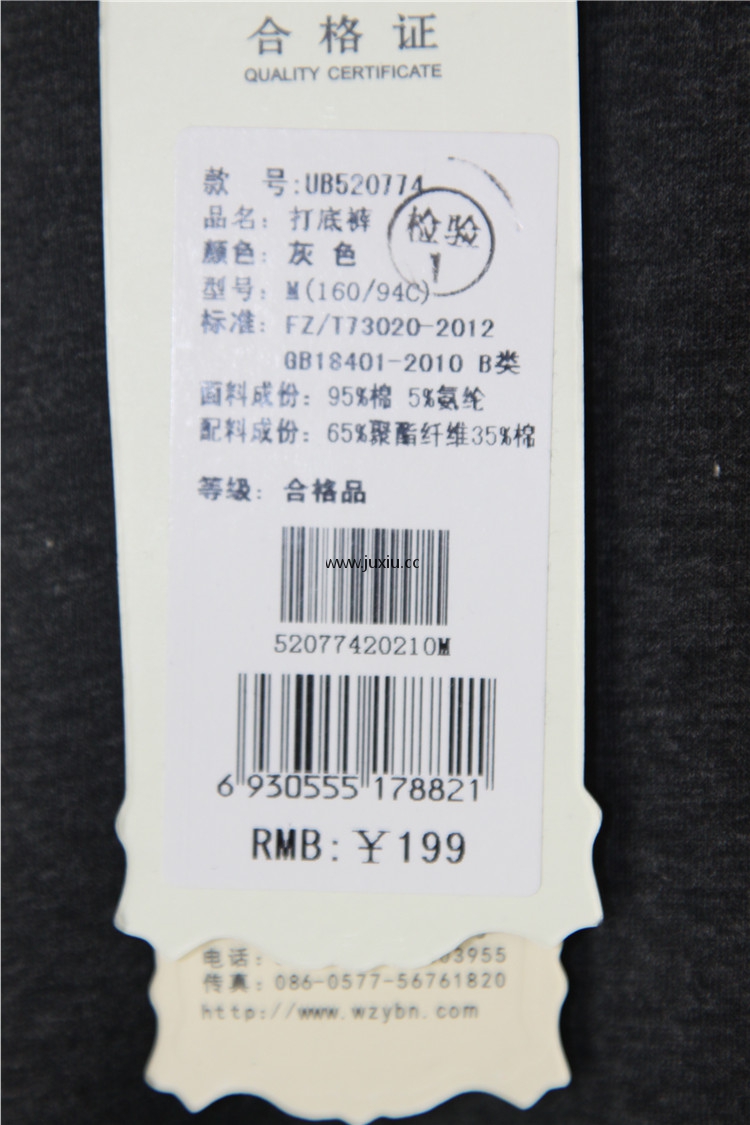 合格证
QUALITY CERTIFICATE
款 号:UB520774
品名: 打底裤
颜色: 灰色
型号: M(160/94C)
标准: FZ/T73020-2012
GB18401-2010 B类
面料成份: 95%棉 5%氨纶
配料成份: 65%聚酯纤维35%棉
等级: 合格品
检验
1
www.juxiu.cc
52077420210M
6 930555 178821
RMB:￥199
电话:
03955
传真: 086-0577-56761820
http://www.wzybn.com